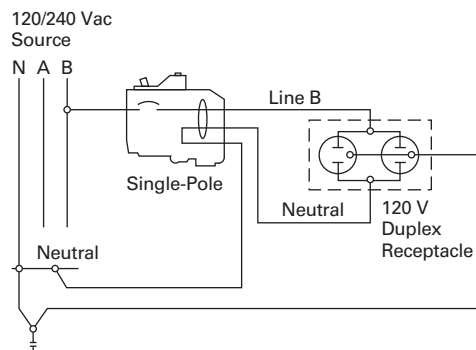 120/240 Vac
Source
N A B
Line B
Single-Pole
Neutral
120 V
Duplex
Receptacle
Neutral